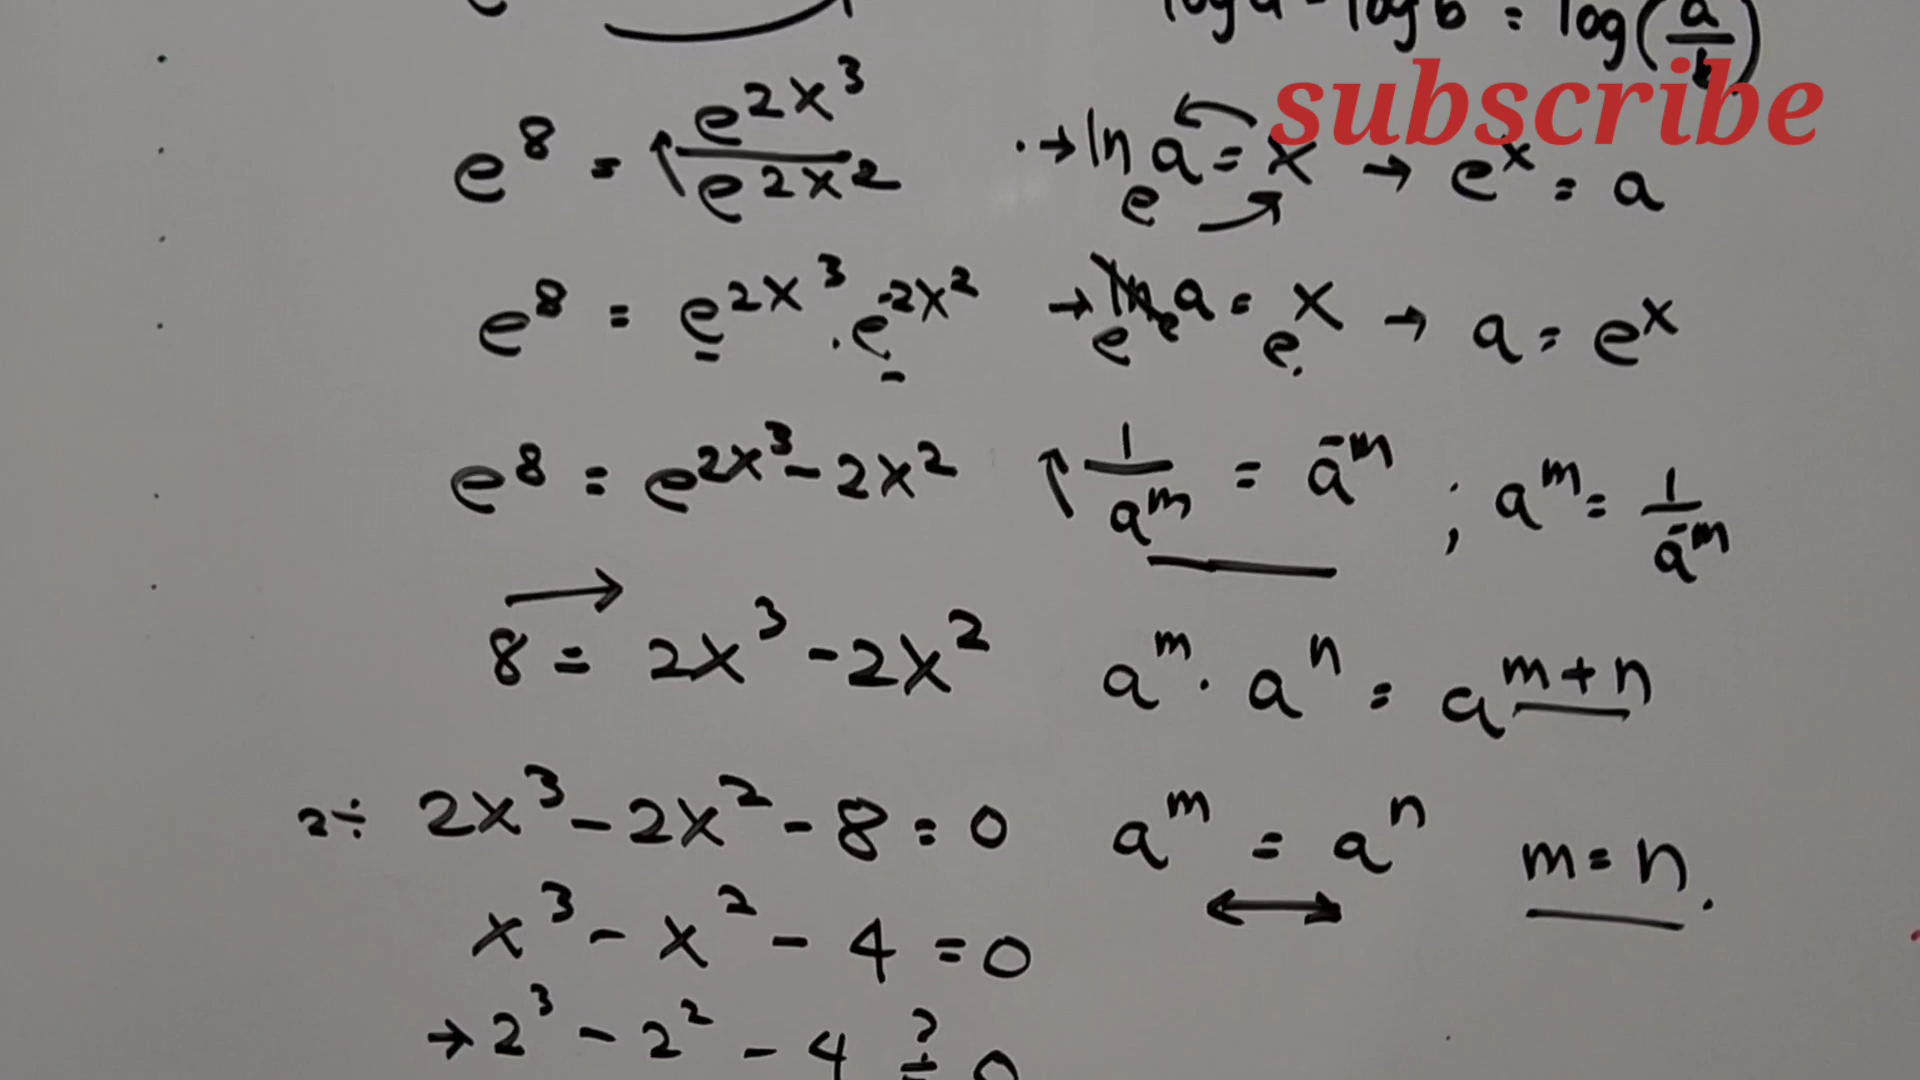 log a - log b = log(a/b)
subscribe
e^8 = e^2x^3 / e^2x^2
→ ln_e a = x → e^x = a
e^8 = e^2x^3 . e^-2x^2
→ e^ln_e a = e^x → a = e^x
e^8 = e^2x^3 - 2x^2
1/a^m = a^-m ; a^m = 1/a^-m
8 = 2x^3 - 2x^2
a^m . a^n = a^m+n
2÷ 2x^3 - 2x^2 - 8 = 0
a^m = a^n m = n.
x^3 - x^2 - 4 = 0
→ 2^3 - 2^2 - 4 ≟ 0